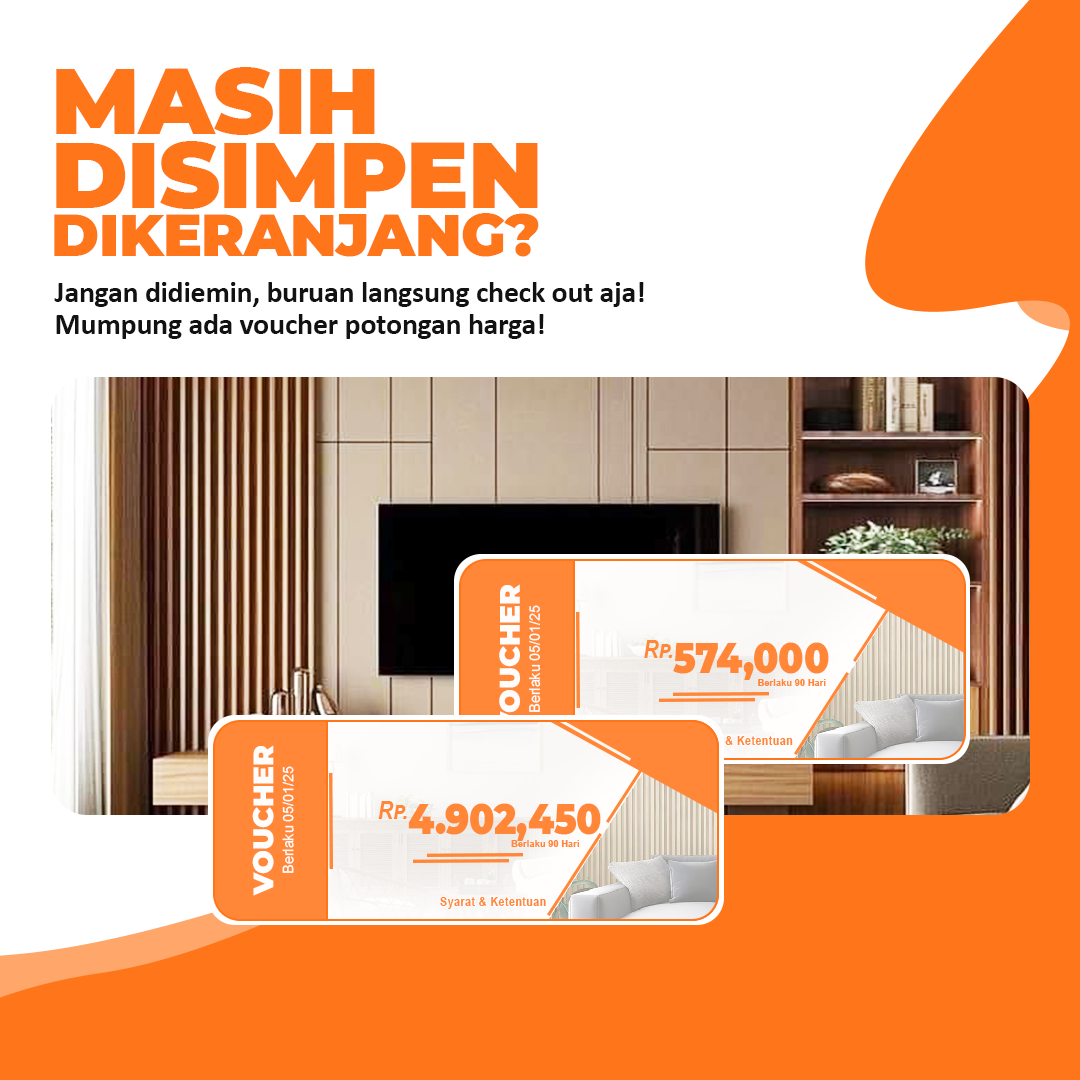 MASIH
DISIMPEN
DIKERANJANG?
Jangan didiemin, buruan langsung check out aja!
Mumpung ada voucher potongan harga!
VOUCHER
Berlaku 05/01/25
Rp.574,000
Berlaku 90 Hari
& Ketentuan
VOUCHER
Berlaku 05/01/25
Rp.4.902,450
Berlaku 90 Hari
Syarat & Ketentuan